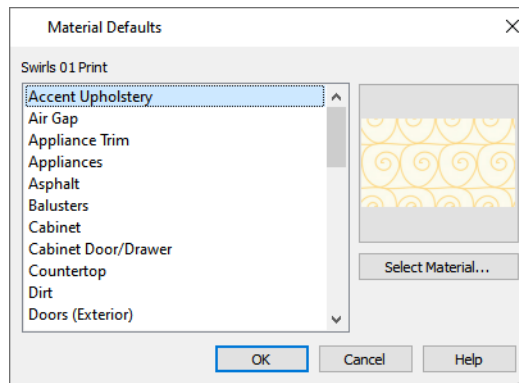 Material Defaults
Swirls 01 Print
Accent Upholstery
Air Gap
Appliance Trim
Appliances
Asphalt
Balusters
Cabinet
Cabinet Door/Drawer
Countertop
Dirt
Doors (Exterior)
Select Material...
OK Cancel Help